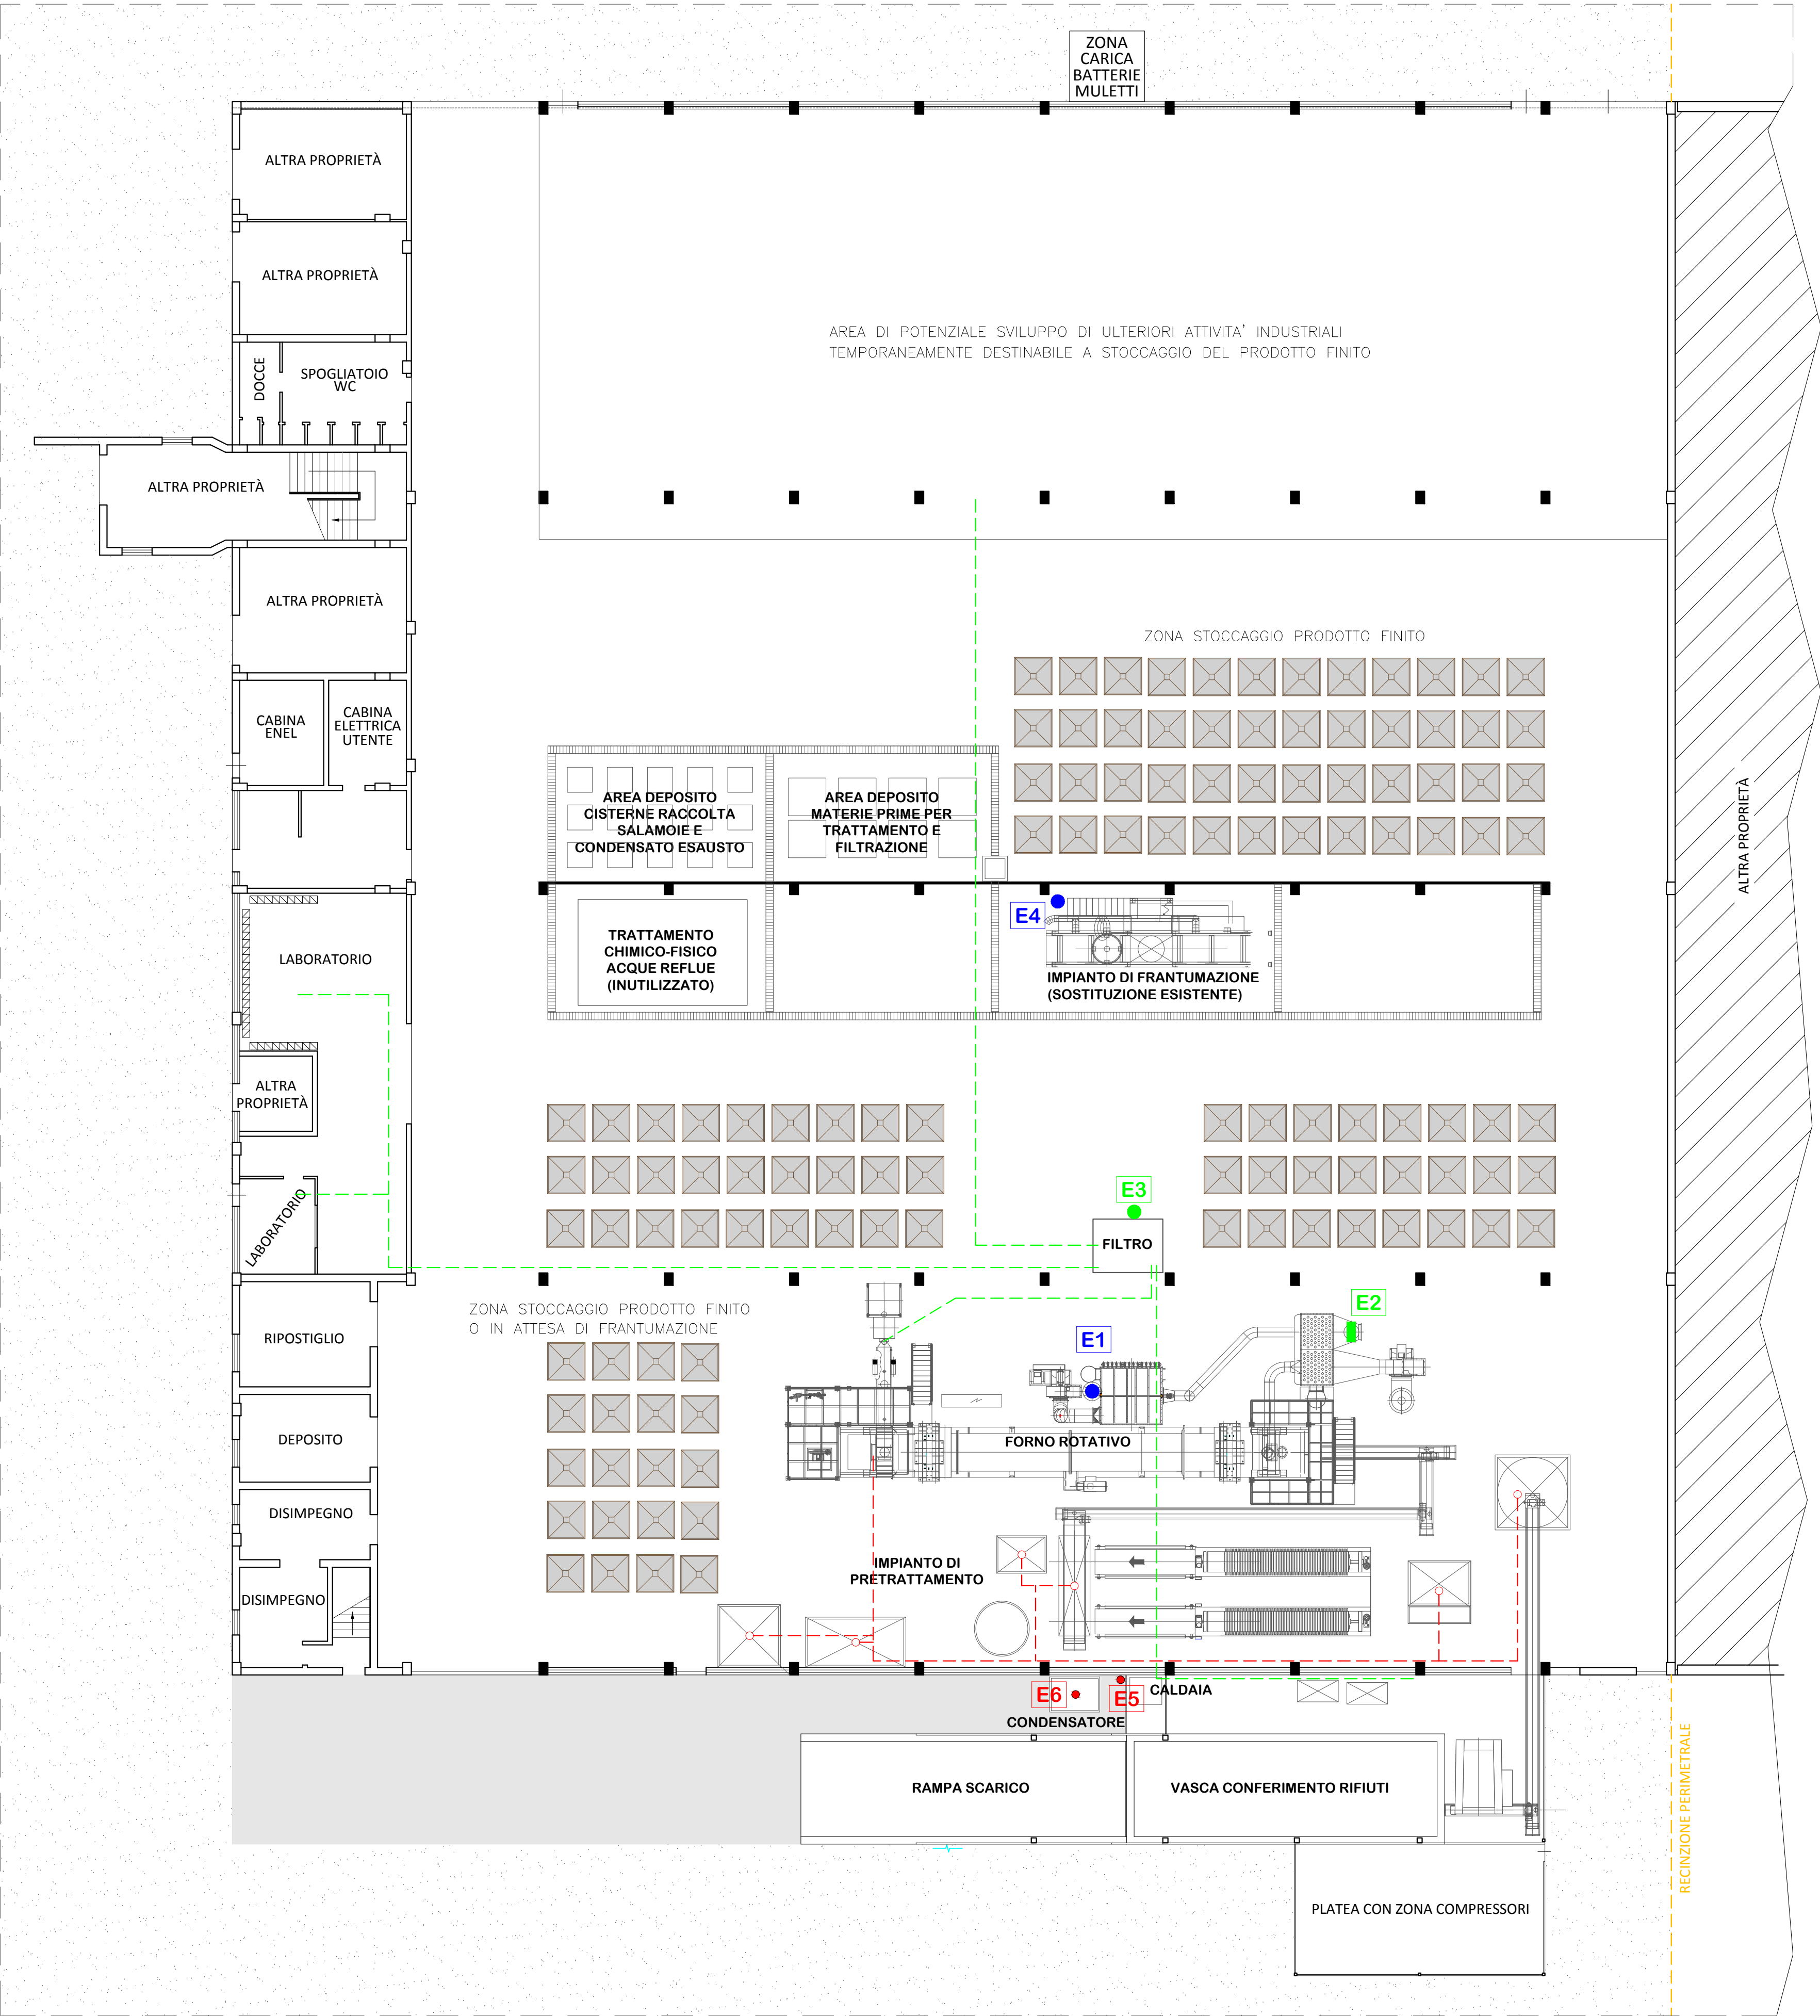 ZONA
CARICA
BATTERIE
MULETTI
ALTRA PROPRIETÀ
ALTRA PROPRIETÀ
AREA DI POTENZIALE SVILUPPO DI ULTERIORI ATTIVITA' INDUSTRIALI
TEMPORANEAMENTE DESTINABILE A STOCCAGGIO DEL PRODOTTO FINITO
DOCCE
SPOGLIATOIO
WC
ALTRA PROPRIETÀ
ALTRA PROPRIETÀ
ZONA STOCCAGGIO PRODOTTO FINITO
CABINA
ENEL
CABINA
ELETTRICA
UTENTE
AREA DEPOSITO
CISTERNE RACCOLTA
SALAMOIE E
CONDENSATO ESAUSTO
AREA DEPOSITO
MATERIE PRIME PER
TRATTAMENTO E
FILTRAZIONE
ALTRA PROPRIETÀ
E4
LABORATORIO
TRATTAMENTO
CHIMICO-FISICO
ACQUE REFLUE
(INUTILIZZATO)
IMPIANTO DI FRANTUMAZIONE
(SOSTITUZIONE ESISTENTE)
ALTRA
PROPRIETÀ
E3
LABORATORIO
FILTRO
ZONA STOCCAGGIO PRODOTTO FINITO
O IN ATTESA DI FRANTUMAZIONE
E2
RIPOSTIGLIO
E1
DEPOSITO
FORNO ROTATIVO
DISIMPEGNO
IMPIANTO DI
PRETRATTAMENTO
DISIMPEGNO
E6
E5
CALDAIA
CONDENSATORE
RAMPA SCARICO
VASCA CONFERIMENTO RIFIUTI
RECINZIONE PERIMETRALE
PLATEA CON ZONA COMPRESSORI